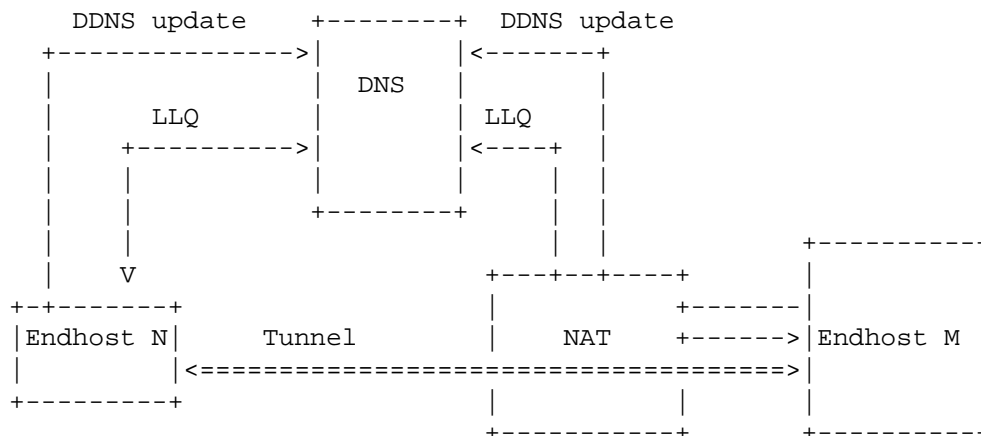 DDNS update DDNS update
DNS
LLQ LLQ
Endhost N Tunnel NAT Endhost M